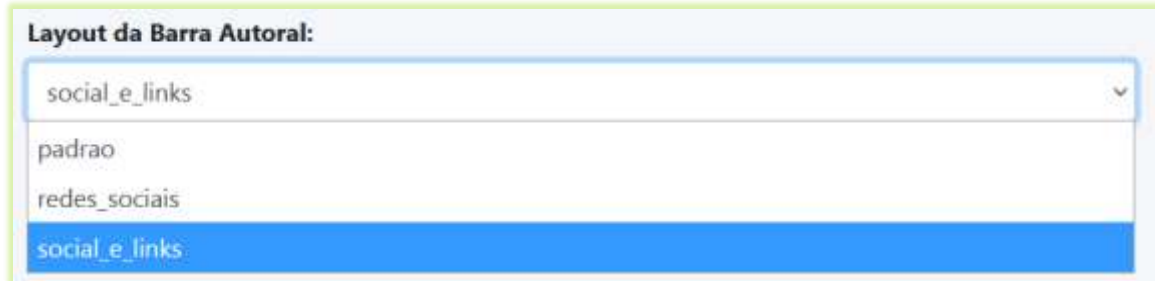 Layout da Barra Autoral:
social_e_links
padrao
redes_sociais
social_e_links